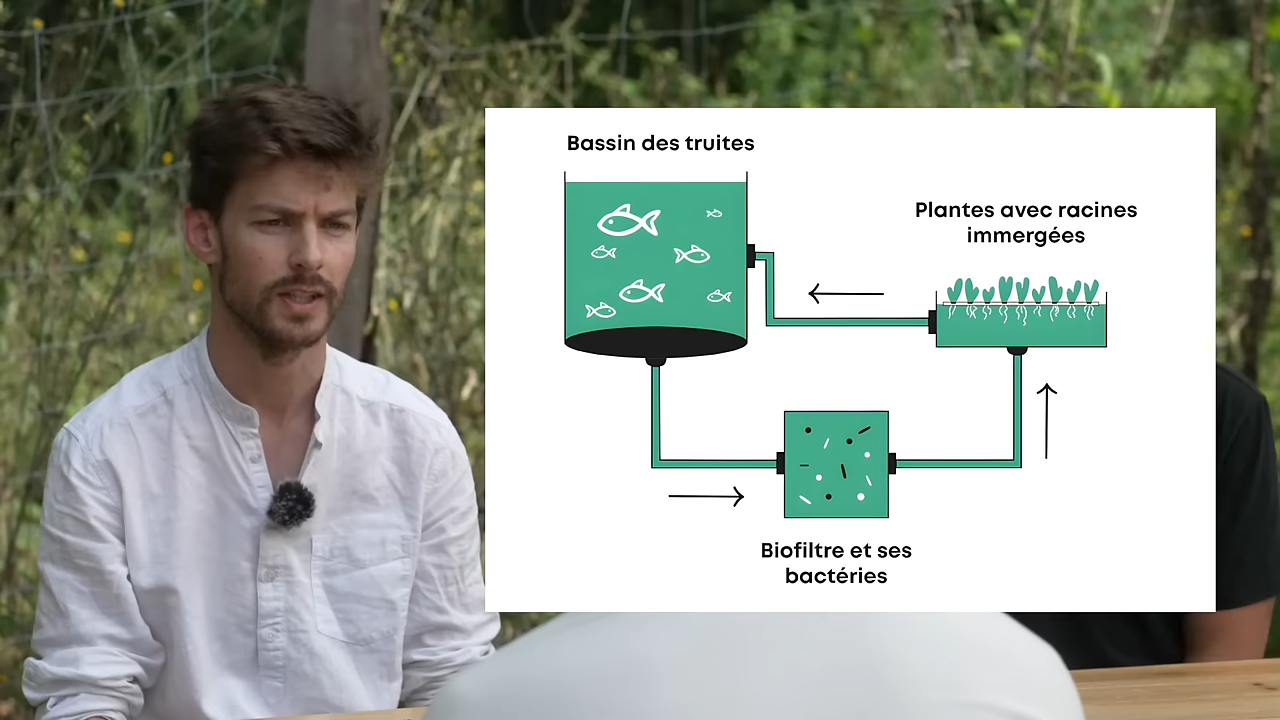 Bassin des truites
Plantes avec racines
immergées
Biofiltre et ses
bactéries